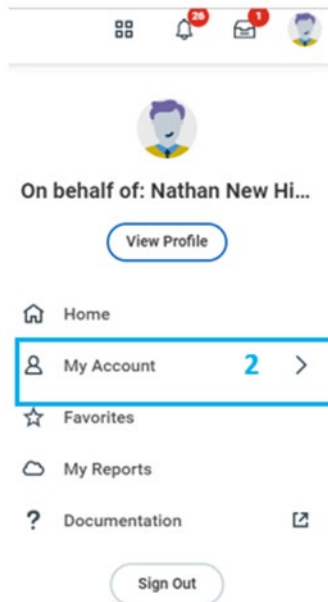 26 1
On behalf of: Nathan New Hi...
View Profile
Home
My Account 2
Favorites
My Reports
? Documentation
Sign Out